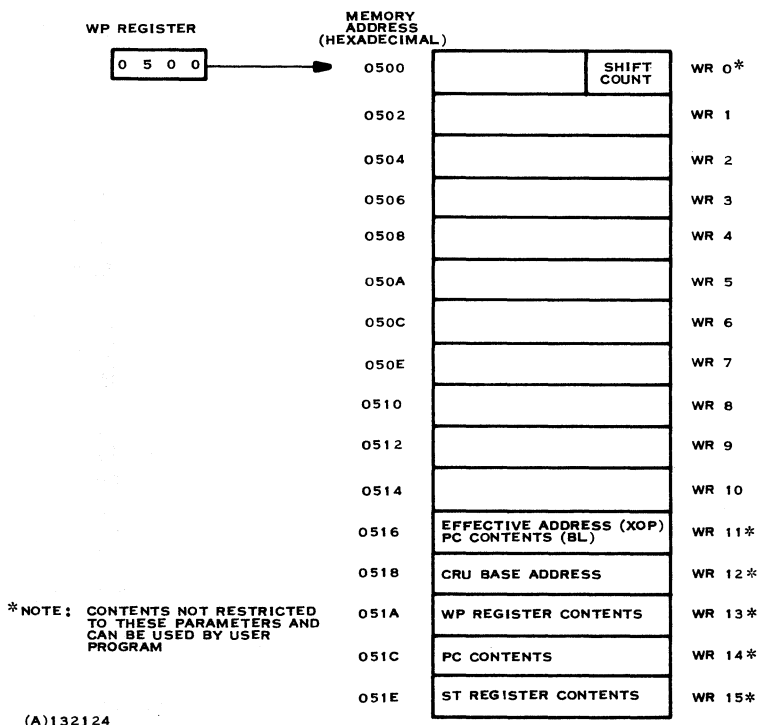 WP REGISTER
0 5 0 0
MEMORY
ADDRESS
(HEXADECIMAL)
0500 SHIFT COUNT WR 0*
0502 WR 1
0504 WR 2
0506 WR 3
0508 WR 4
050A WR 5
050C WR 6
050E WR 7
0510 WR 8
0512 WR 9
0514 WR 10
0516 EFFECTIVE ADDRESS (XOP) WR 11*
PC CONTENTS (BL)
0518 CRU BASE ADDRESS WR 12*
051A WP REGISTER CONTENTS WR 13*
051C PC CONTENTS WR 14*
051E ST REGISTER CONTENTS WR 15*
*NOTE: CONTENTS NOT RESTRICTED
TO THESE PARAMETERS AND
CAN BE USED BY USER
PROGRAM
(A)132124